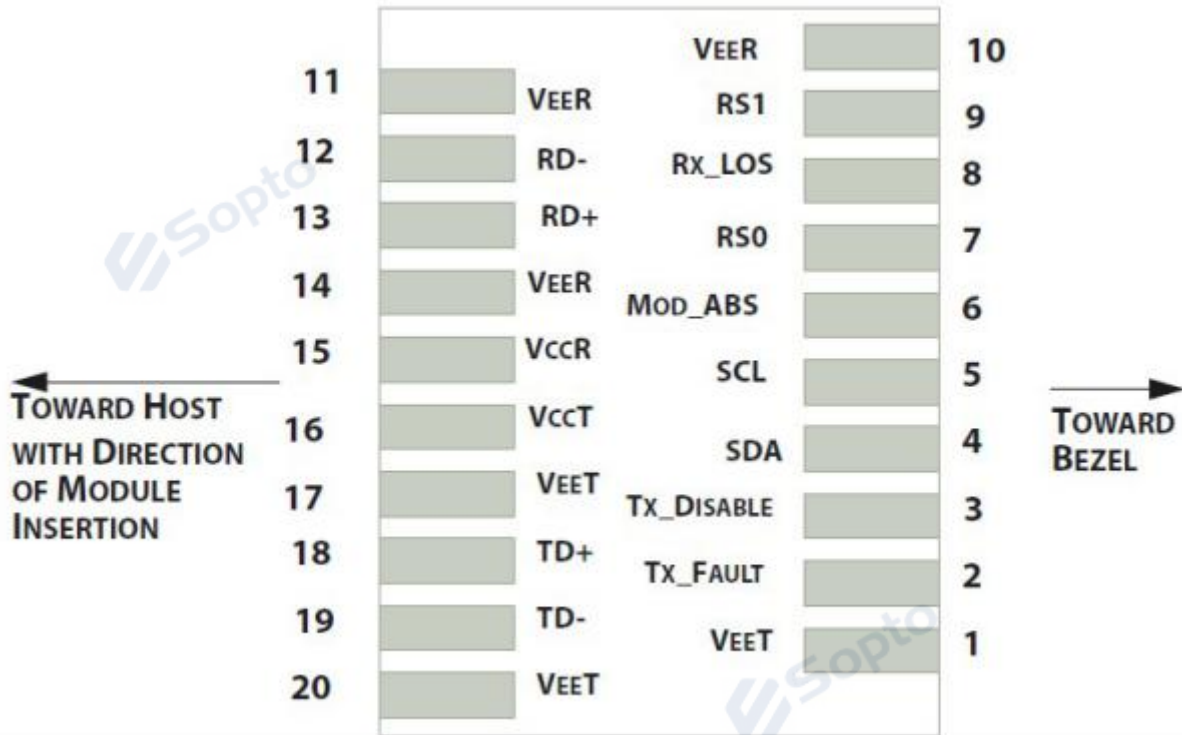 VEER 10
11 VEER
RS1 9
12 RD-
Rx_LOS 8
13 RD+
RS0 7
14 VEER
MOD_ABS 6
15 VCCR
SCL 5
16 VCCT
SDA 4
17 VEET
Tx_DISABLE 3
18 TD+
Tx_FAULT 2
19 TD-
VEET 1
20 VEET
TOWARD HOST
WITH DIRECTION
OF MODULE
INSERTION
TOWARD
BEZEL
Sopto
Sopto